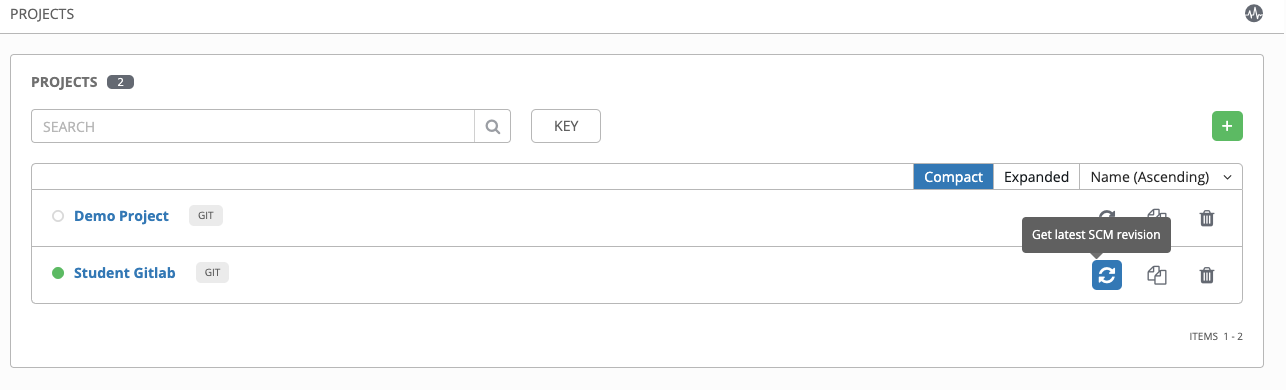 PROJECTS
PROJECTS 2
SEARCH
KEY
+
Compact Expanded Name (Ascending)
Demo Project GIT
Get latest SCM revision
Student Gitlab GIT
ITEMS 1 - 2